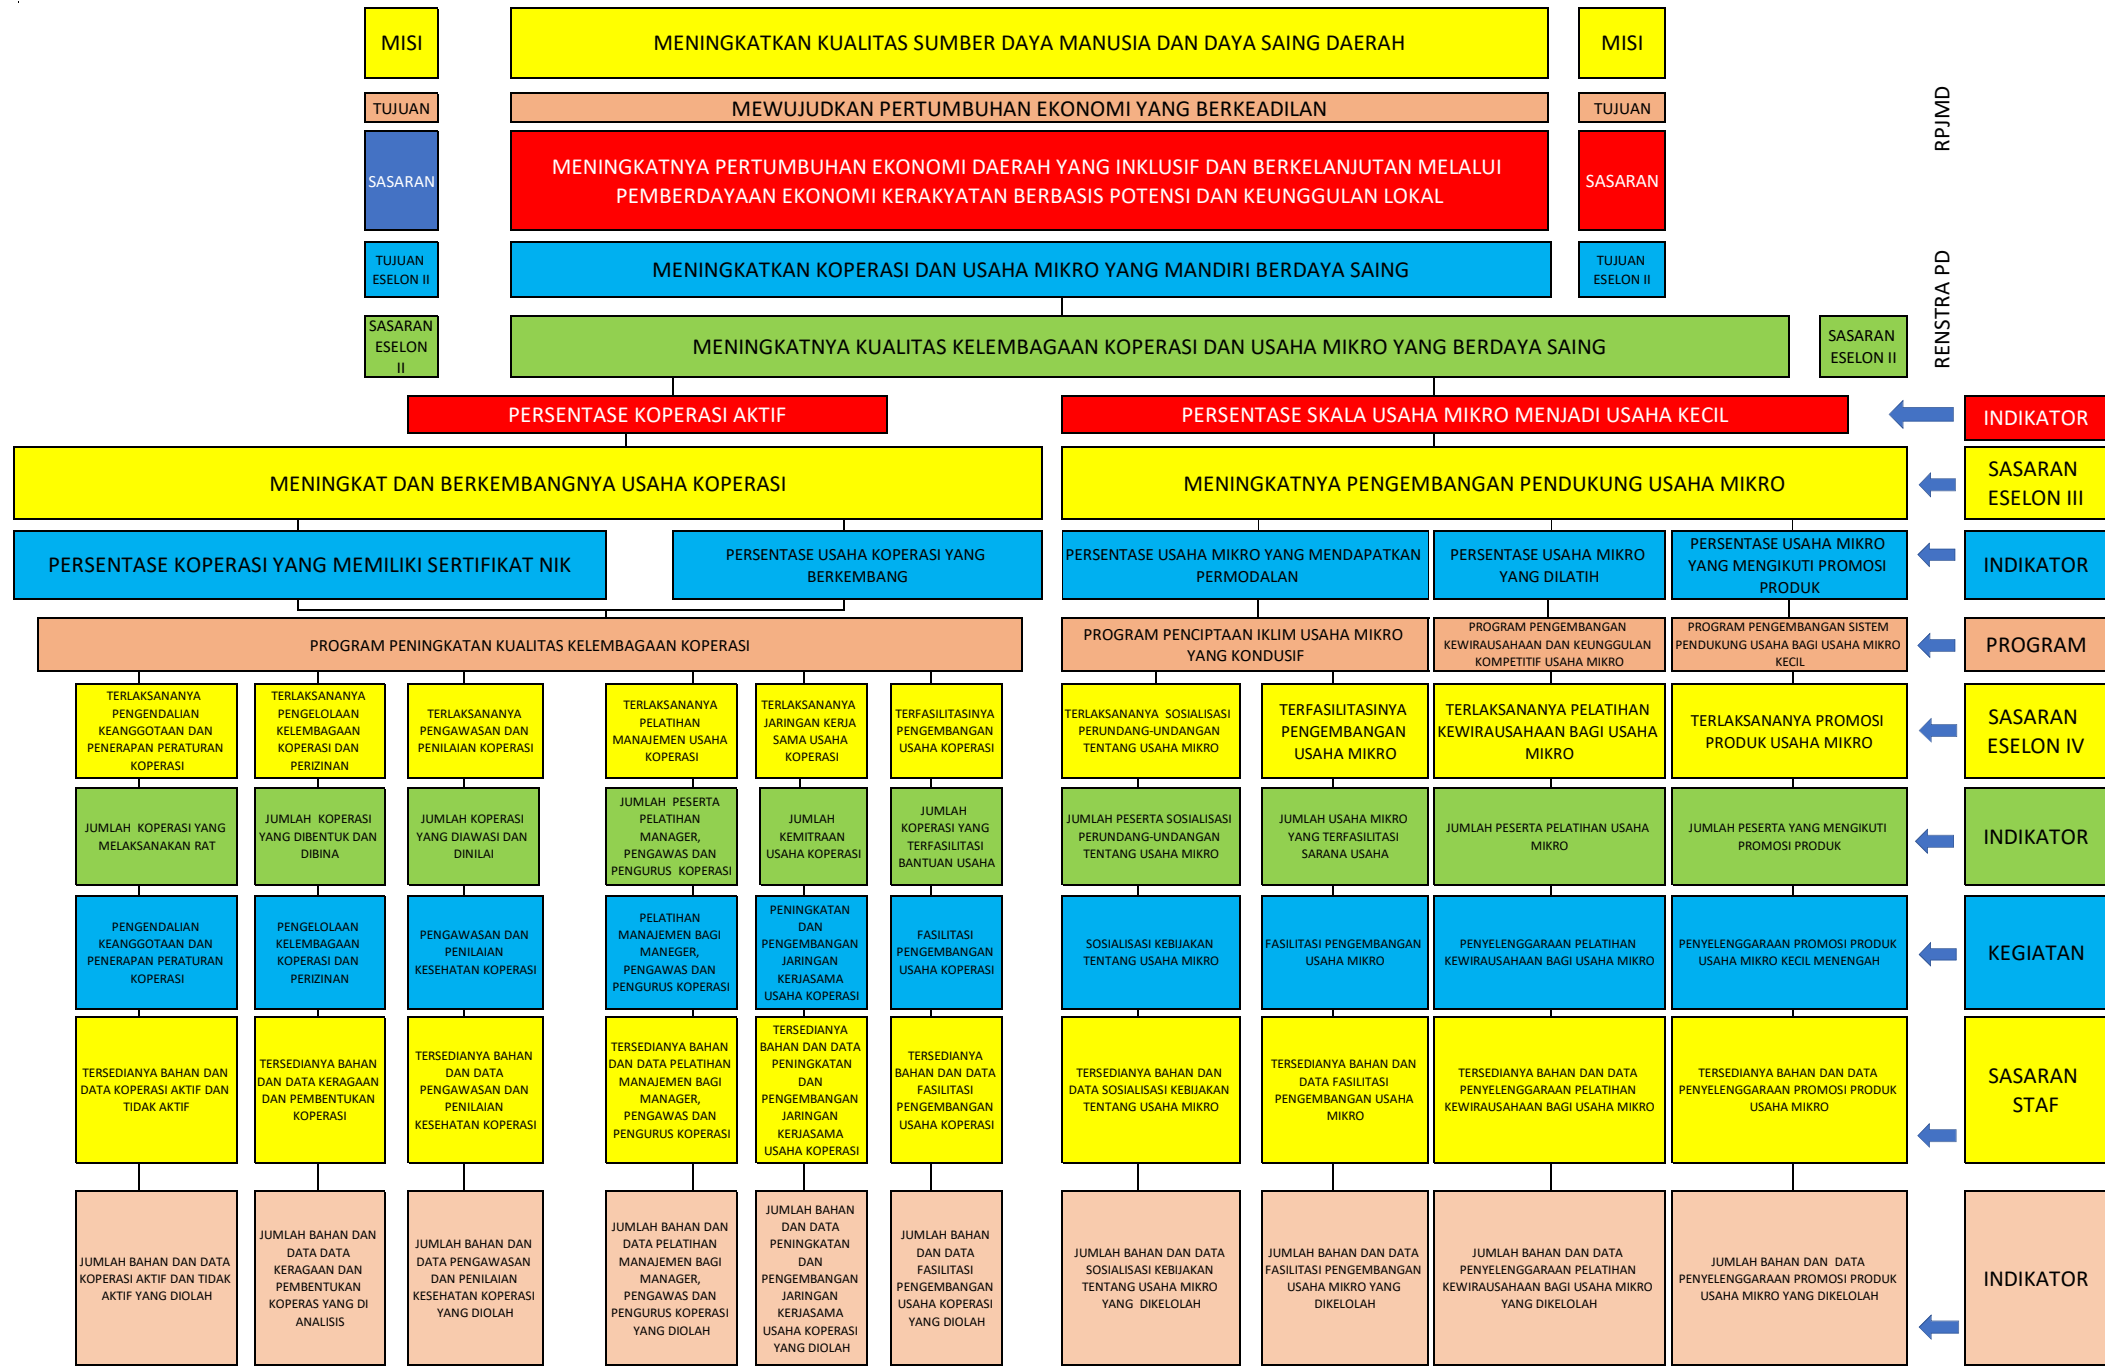 MISI
MENINGKATKAN KUALITAS SUMBER DAYA MANUSIA DAN DAYA SAING DAERAH
MISI
TUJUAN
MEWUJUDKAN PERTUMBUHAN EKONOMI YANG BERKEADILAN
TUJUAN
RPJMD
SASARAN
MENINGKATNYA PERTUMBUHAN EKONOMI DAERAH YANG INKLUSIF DAN BERKELANJUTAN MELALUI
PEMBERDAYAAN EKONOMI KERAKYATAN BERBASIS POTENSI DAN KEUNGGULAN LOKAL
SASARAN
TUJUAN
ESELON II
MENINGKATKAN KOPERASI DAN USAHA MIKRO YANG MANDIRI BERDAYA SAING
TUJUAN
ESELON II
RENSTRA PD
SASARAN
ESELON
II
MENINGKATNYA KUALITAS KELEMBAGAAN KOPERASI DAN USAHA MIKRO YANG BERDAYA SAING
SASARAN
ESELON II
PERSENTASE KOPERASI AKTIF
PERSENTASE SKALA USAHA MIKRO MENJADI USAHA KECIL
INDIKATOR
MENINGKAT DAN BERKEMBANGNYA USAHA KOPERASI
MENINGKATNYA PENGEMBANGAN PENDUKUNG USAHA MIKRO
SASARAN
ESELON III
PERSENTASE KOPERASI YANG MEMILIKI SERTIFIKAT NIK
PERSENTASE USAHA KOPERASI YANG
BERKEMBANG
PERSENTASE USAHA MIKRO YANG MENDAPATKAN
PERMODALAN
PERSENTASE USAHA MIKRO
YANG DILATIH
PERSENTASE USAHA MIKRO
YANG MENGIKUTI PROMOSI
PRODUK
INDIKATOR
PROGRAM PENINGKATAN KUALITAS KELEMBAGAAN KOPERASI
PROGRAM PENCIPTAAN IKLIM USAHA MIKRO
YANG KONDUSIF
PROGRAM PENGEMBANGAN
KEWIRAUSAHAAN DAN KEUNGGULAN
KOMPETITIF USAHA MIKRO
PROGRAM PENGEMBANGAN SISTEM
PENDUKUNG USAHA BAGI USAHA MIKRO
KECIL
PROGRAM
TERLAKSANANYA
PENGENDALIAN
KEANGGOTAAN DAN
PENERAPAN PERATURAN
KOPERASI
TERLAKSANANYA
PENGELOLAAN
KELEMBAGAAN
KOPERASI DAN
PERIZINAN
TERLAKSANANYA
PENGAWASAN DAN
PENILAIAN KOPERASI
TERLAKSANANYA
PELATIHAN
MANAJEMEN USAHA
KOPERASI
TERLAKSANANYA
JARINGAN KERJA
SAMA USAHA
KOPERASI
TERFASILITASINYA
PENGEMBANGAN
USAHA KOPERASI
TERLAKSANANYA  SOSIALISASI
PERUNDANG-UNDANGAN
TENTANG USAHA MIKRO
TERFASILITASINYA
PENGEMBANGAN
USAHA MIKRO
TERLAKSANANYA PELATIHAN
KEWIRAUSAHAAN BAGI USAHA
MIKRO
TERLAKSANANYA PROMOSI
PRODUK USAHA MIKRO
SASARAN
ESELON IV
JUMLAH  KOPERASI YANG
MELAKSANAKAN RAT
JUMLAH  KOPERASI
YANG DIBENTUK DAN
DIBINA
JUMLAH KOPERASI
YANG DIAWASI DAN
DINILAI
JUMLAH  PESERTA
PELATIHAN
MANAGER,
PENGAWAS DAN
PENGURUS  KOPERASI
JUMLAH
KEMITRAAN
USAHA KOPERASI
JUMLAH
KOPERASI YANG
TERFASILITASI
BANTUAN USAHA
JUMLAH PESERTA SOSIALISASI
PERUNDANG-UNDANGAN
TENTANG USAHA MIKRO
JUMLAH USAHA MIKRO
YANG TERFASILITASI
SARANA USAHA
JUMLAH PESERTA PELATIHAN USAHA
MIKRO
JUMLAH PESERTA YANG MENGIKUTI
PROMOSI PRODUK
INDIKATOR
PENGENDALIAN
KEANGGOTAAN DAN
PENERAPAN PERATURAN
KOPERASI
PENGELOLAAN
KELEMBAGAAN
KOPERASI DAN
PERIZINAN
PENGAWASAN DAN
PENILAIAN
KESEHATAN KOPERASI
PELATIHAN
MANAJEMEN BAGI
MANEGER,
PENGAWAS DAN
PENGURUS KOPERASI
PENINGKATAN
DAN
PENGEMBANGAN
JARINGAN
KERJASAMA
USAHA KOPERASI
FASILITASI
PENGEMBANGAN
USAHA KOPERASI
SOSIALISASI KEBIJAKAN
TENTANG USAHA MIKRO
FASILITASI PENGEMBANGAN
USAHA MIKRO
PENYELENGGARAAN PELATIHAN
KEWIRAUSAHAAN BAGI USAHA MIKRO
PENYELENGGARAAN PROMOSI PRODUK
USAHA MIKRO KECIL MENENGAH
KEGIATAN
TERSEDIANYA BAHAN DAN
DATA KOPERASI AKTIF DAN
TIDAK AKTIF
TERSEDIANYA BAHAN
DAN DATA KERAGAAN
DAN PEMBENTUKAN
KOPERASI
TERSEDIANYA BAHAN
DAN DATA
PENGAWASAN DAN
PENILAIAN
KESEHATAN KOPERASI
TERSEDIANYA BAHAN
DAN DATA PELATIHAN
MANAJEMEN BAGI
MANAGER,
PENGAWAS DAN
PENGURUS KOPERASI
TERSEDIANYA
BAHAN DAN DATA
PENINGKATAN
DAN
PENGEMBANGAN
JARINGAN
KERJASAMA
USAHA KOPERASI
TERSEDIANYA
BAHAN DAN DATA
FASILITASI
PENGEMBANGAN
USAHA KOPERASI
TERSEDIANYA BAHAN DAN
DATA SOSIALISASI KEBIJAKAN
TENTANG USAHA MIKRO
TERSEDIANYA BAHAN DAN
DATA FASILITASI
PENGEMBANGAN USAHA
MIKRO
TERSEDIANYA BAHAN DAN DATA
PENYELENGGARAAN PELATIHAN
KEWIRAUSAHAAN BAGI USAHA MIKRO
TERSEDIANYA BAHAN DAN DATA
PENYELENGGARAAN PROMOSI PRODUK
USAHA MIKRO
SASARAN
STAF
JUMLAH BAHAN DAN DATA
KOPERASI AKTIF DAN TIDAK
AKTIF YANG DIOLAH
JUMLAH BAHAN DAN
DATA DATA
KERAGAAN DAN
PEMBENTUKAN
KOPERAS YANG DI
ANALISIS
JUMLAH BAHAN DAN
DATA PENGAWASAN
DAN PENILAIAN
KESEHATAN KOPERASI
YANG DIOLAH
JUMLAH BAHAN DAN
DATA PELATIHAN
MANAJEMEN BAGI
MANAGER,
PENGAWAS DAN
PENGURUS KOPERASI
YANG DIOLAH
JUMLAH BAHAN
DAN DATA
PENINGKATAN
DAN
PENGEMBANGAN
JARINGAN
KERJASAMA
USAHA KOPERASI
YANG DIOLAH
JUMLAH BAHAN
DAN DATA
FASILITASI
PENGEMBANGAN
USAHA KOPERASI
YANG DIOLAH
JUMLAH BAHAN DAN DATA
SOSIALISASI KEBIJAKAN
TENTANG USAHA MIKRO
YANG  DIKELOLAH
JUMLAH BAHAN DAN DATA
FASILITASI PENGEMBANGAN
USAHA MIKRO YANG
DIKELOLAH
JUMLAH BAHAN DAN DATA
PENYELENGGARAAN PELATIHAN
KEWIRAUSAHAAN BAGI USAHA MIKRO
YANG DIKELOLAH
JUMLAH BAHAN DAN  DATA
PENYELENGGARAAN PROMOSI PRODUK
USAHA MIKRO YANG DIKELOLAH
INDIKATOR